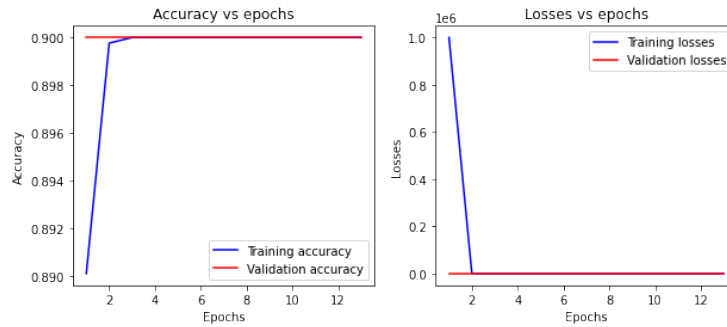 Accuracy vs epochs
0.900
0.898
0.896
0.894
0.892
0.890
Accuracy
2 4 6 8 10 12
Epochs
Training accuracy
Validation accuracy
Losses vs epochs
1e6
1.0
0.8
0.6
0.4
0.2
0.0
Losses
2 4 6 8 10 12
Epochs
Training losses
Validation losses